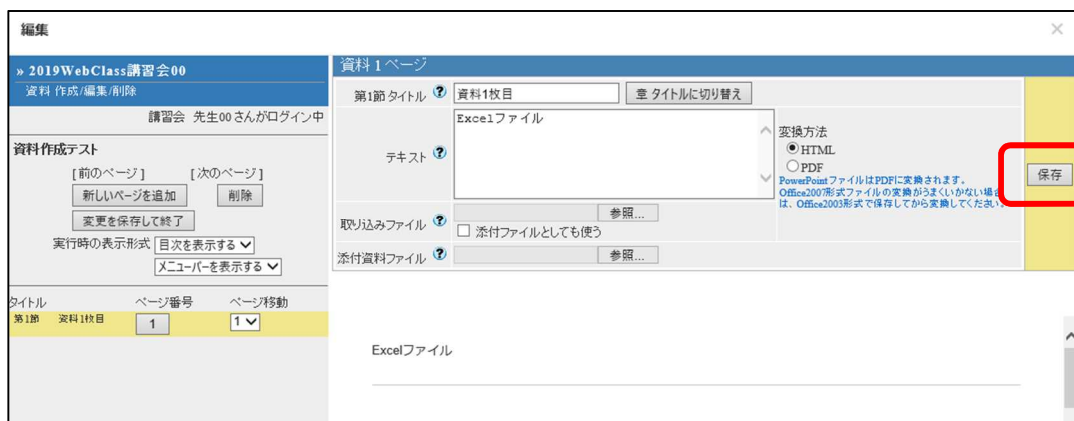 編集
×
» 2019WebClass講習会00
資料 作成/編集/削除
講習会 先生00 さんがログイン中
資料作成テスト
[前のページ] [次のページ]
新しいページを追加 削除
変更を保存して終了
実行時の表示形式 目次を表示する
メニューバーを表示する
タイトル ページ番号 ページ移動
第1節 資料1枚目 1 1
資料 1 ページ
第1節 タイトル ? 資料1枚目 章 タイトルに切り替え
テキスト ? Excelファイル
変換方法
HTML
PDF
PowerPointファイルはPDFに変換されます。
Office2007形式ファイルの変換がうまくいかない場合
は、Office2003形式で保存してから変換してください。
保存
取り込みファイル ? 参照...
添付ファイルとしても使う
添付資料ファイル ? 参照...
Excelファイル